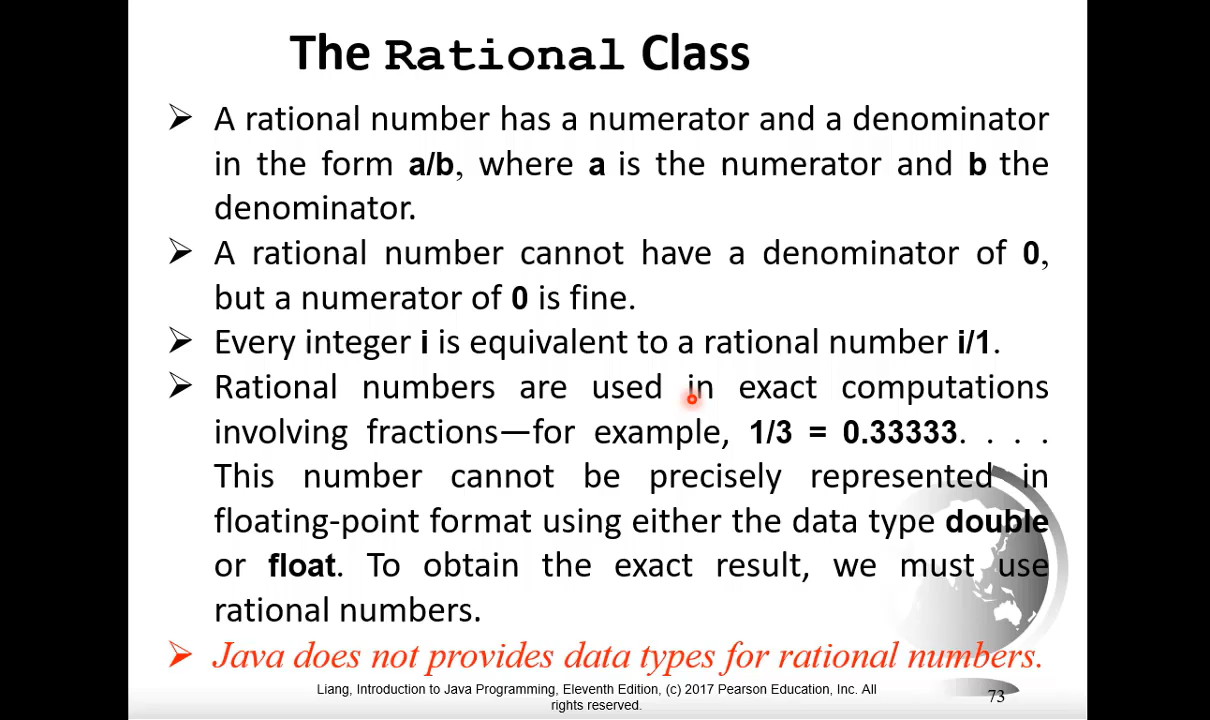 The Rational Class
➢ A rational number has a numerator and a denominator
in the form a/b, where a is the numerator and b the
denominator.
➢ A rational number cannot have a denominator of 0,
but a numerator of 0 is fine.
➢ Every integer i is equivalent to a rational number i/1.
➢ Rational numbers are used in exact computations
involving fractions—for example, 1/3 = 0.33333. . . .
This number cannot be precisely represented in
floating-point format using either the data type double
or float. To obtain the exact result, we must use
rational numbers.
➢ Java does not provides data types for rational numbers.
Liang, Introduction to Java Programming, Eleventh Edition, (c) 2017 Pearson Education, Inc. All
rights reserved.
73